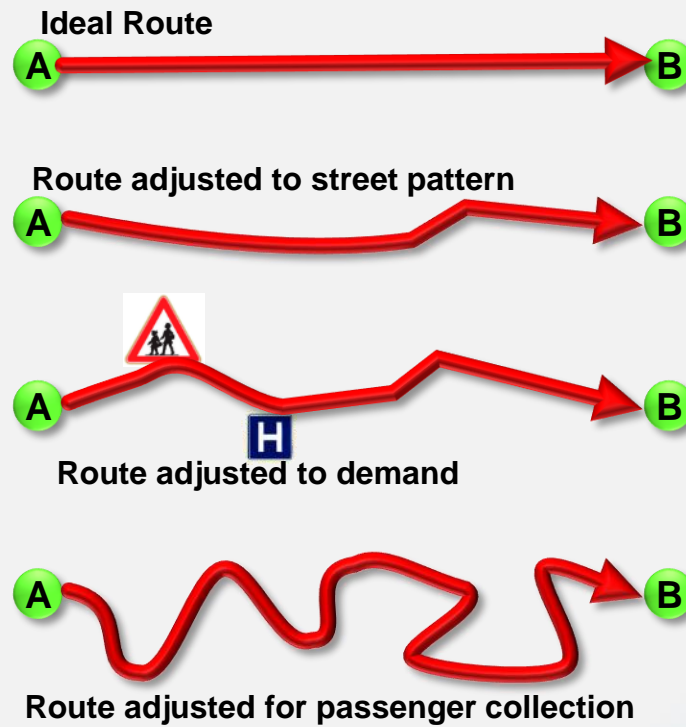 Ideal Route
A B
Route adjusted to street pattern
A B
A B
H
Route adjusted to demand
A B
Route adjusted for passenger collection